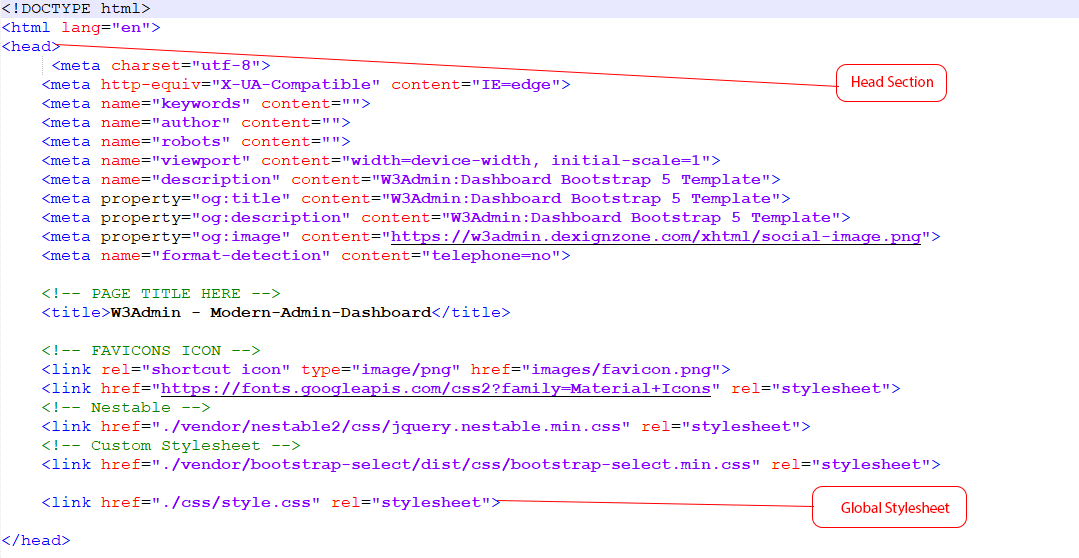 <!DOCTYPE html>
<html lang="en">
<head>
<meta charset="utf-8">
<meta http-equiv="X-UA-Compatible" content="IE=edge">
Head Section
<meta name="keywords" content="">
<meta name="author" content="">
<meta name="robots" content="">
<meta name="viewport" content="width=device-width, initial-scale=1">
<meta name="description" content="W3Admin:Dashboard Bootstrap 5 Template">
<meta property="og:title" content="W3Admin:Dashboard Bootstrap 5 Template">
<meta property="og:description" content="W3Admin:Dashboard Bootstrap 5 Template">
<meta property="og:image" content="https://w3admin.dexignzone.com/xhtml/social-image.png">
<meta name="format-detection" content="telephone=no">
<!-- PAGE TITLE HERE -->
<title>W3Admin - Modern-Admin-Dashboard</title>
<!-- FAVICONS ICON -->
<link rel="shortcut icon" type="image/png" href="images/favicon.png">
<link href="https://fonts.googleapis.com/css2?family=Material+Icons" rel="stylesheet">
<!-- Nestable -->
<link href="./vendor/nestable2/css/jquery.nestable.min.css" rel="stylesheet">
<!-- Custom Stylesheet -->
<link href="./vendor/bootstrap-select/dist/css/bootstrap-select.min.css" rel="stylesheet">
<link href="./css/style.css" rel="stylesheet">
Global Stylesheet
</head>